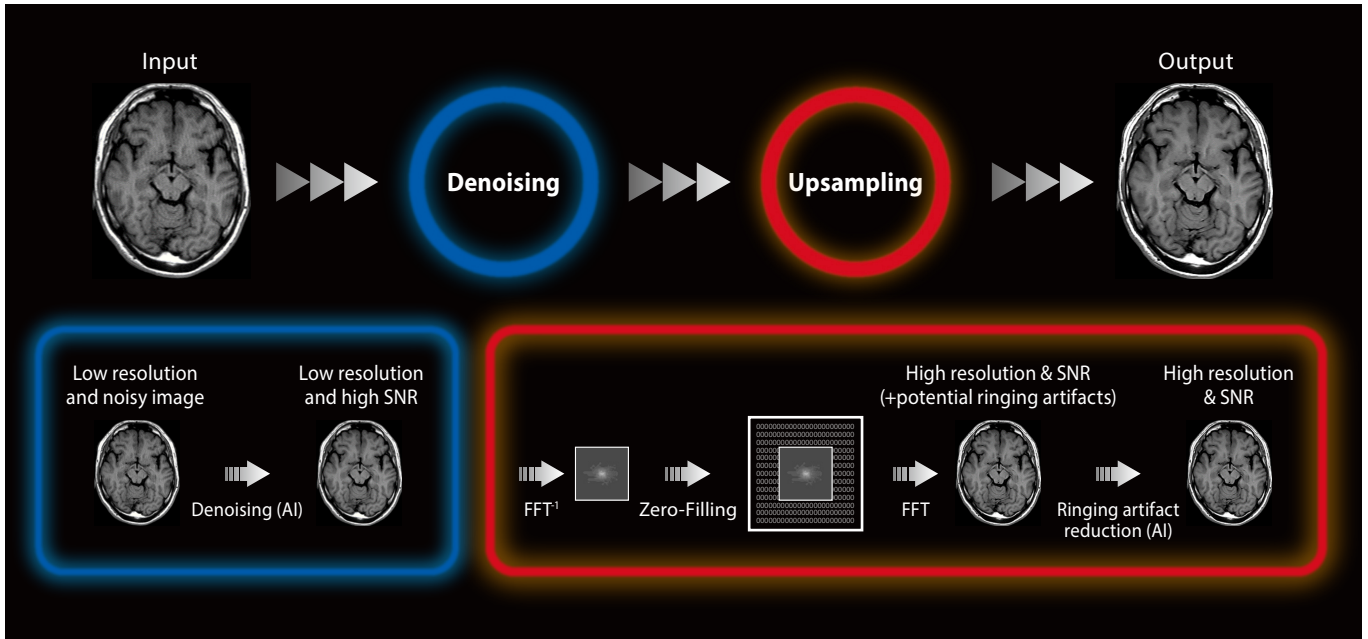 Input
Output
Denoising
Upsampling
Low resolution
and noisy image
Low resolution
and high SNR
Denoising (AI)
High resolution & SNR
(+potential ringing artifacts)
High resolution
& SNR
FFT-1
Zero-Filling
FFT
Ringing artifact
reduction (AI)